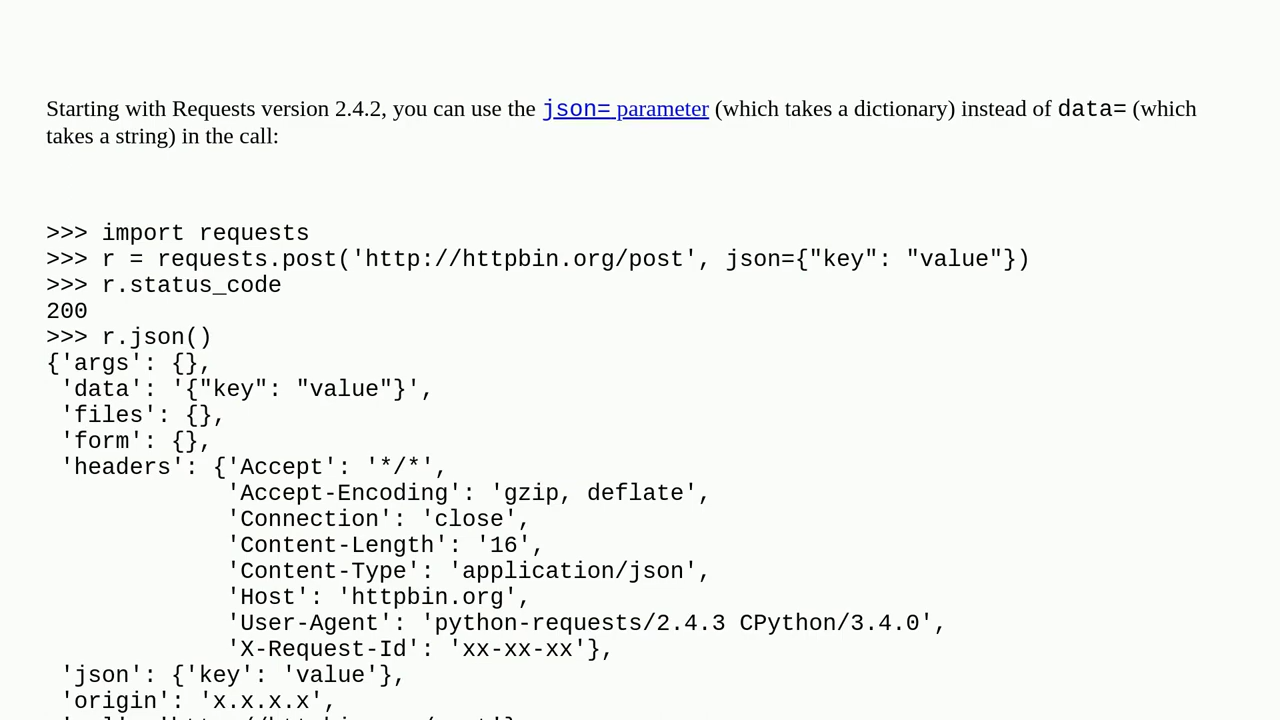 Starting with Requests version 2.4.2, you can use the json= parameter (which takes a dictionary) instead of data= (which
takes a string) in the call:
>>> import requests
>>> r = requests.post('http://httpbin.org/post', json={"key": "value"})
>>> r.status_code
200
>>> r.json()
{'args': {},
 'data': '{"key": "value"}',
 'files': {},
 'form': {},
 'headers': {'Accept': '*/*',
             'Accept-Encoding': 'gzip, deflate',
             'Connection': 'close',
             'Content-Length': '16',
             'Content-Type': 'application/json',
             'Host': 'httpbin.org',
             'User-Agent': 'python-requests/2.4.3 CPython/3.4.0',
             'X-Request-Id': 'xx-xx-xx'},
 'json': {'key': 'value'},
 'origin': 'x.x.x.x',